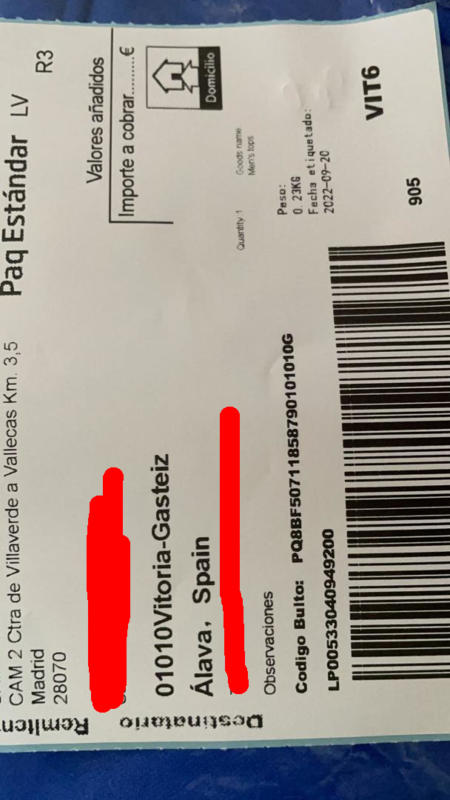 Paq Estándar LV R3
CAM 2 Ctra de Villaverde a Vallecas Km. 3,5
Madrid
28070
Remiten
Valores añadidos
Importe a cobrar.........€
Domicilio
Destinatario
01010Vitoria-Gasteiz
Álava, Spain
Quantity 1
Goods name
Men's tops
Observaciones
Peso:
0. 23KG
Fecha etiquetado:
2022-09-20
Codigo Bulto: PQ8BF50711858790101010G
LP00533040949200
VIT6
905